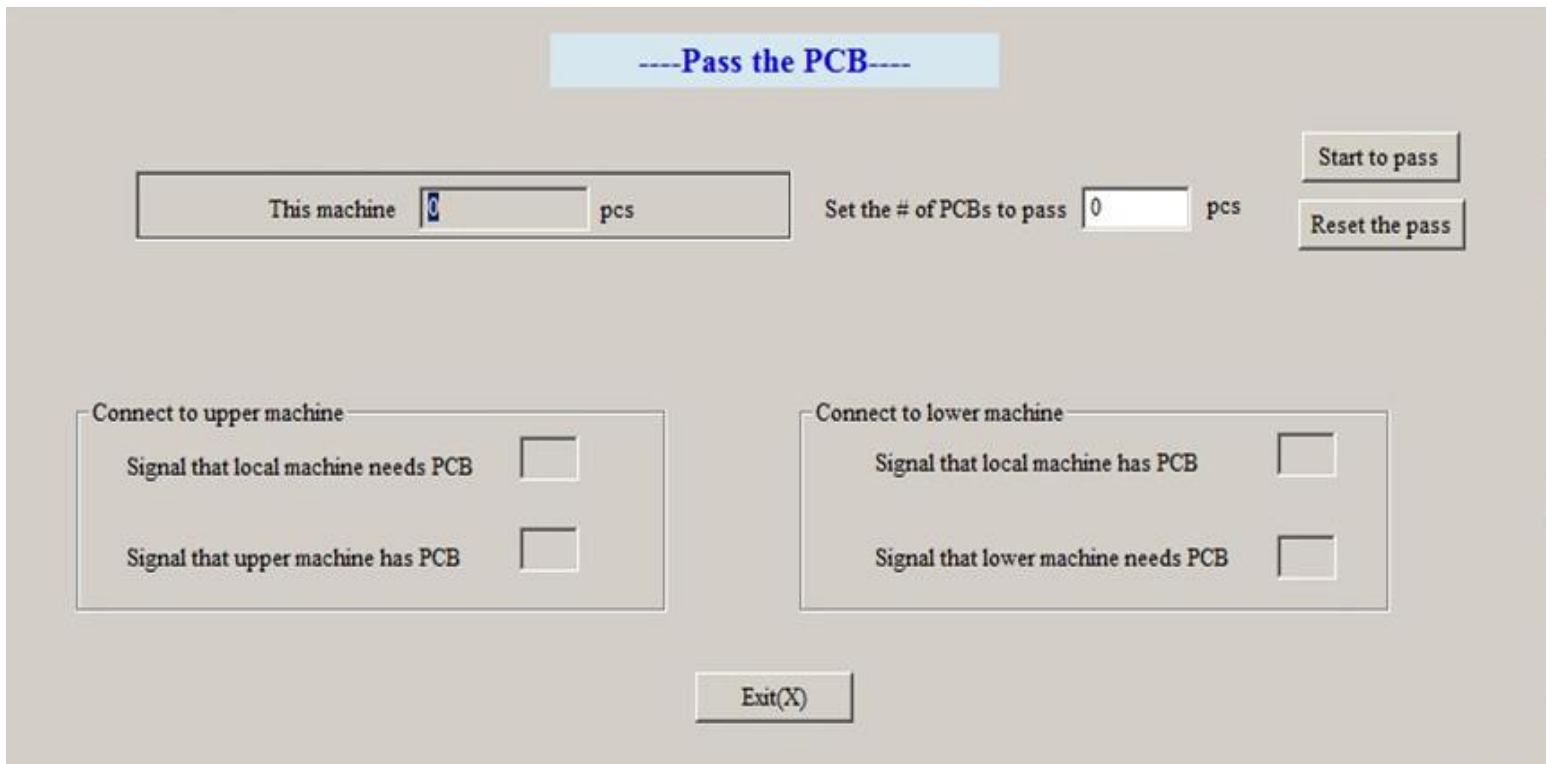 ----Pass the PCB----
Start to pass
This machine 0 pcs Set the # of PCBs to pass 0 pcs
Reset the pass
Connect to upper machine
Signal that local machine needs PCB
Signal that upper machine has PCB
Connect to lower machine
Signal that local machine has PCB
Signal that lower machine needs PCB
Exit(X)